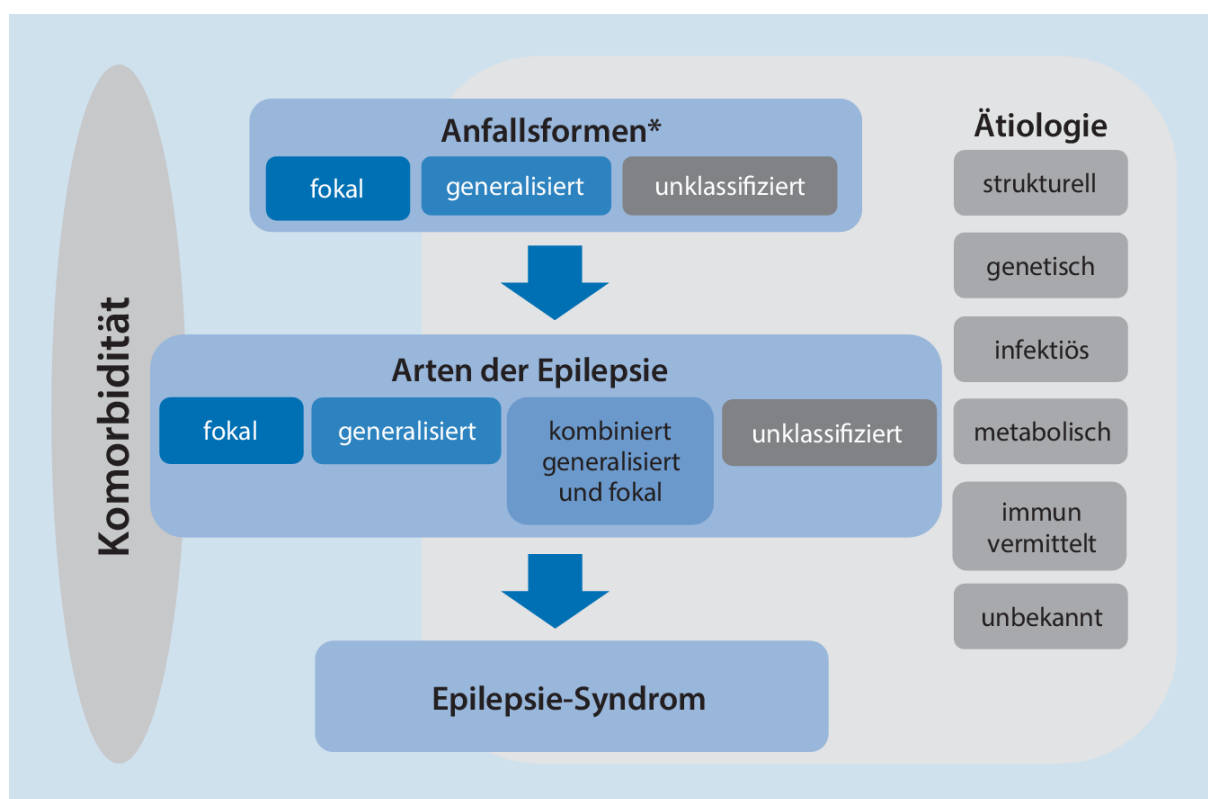 Komorbidität
Anfallsformen*
fokal
generalisiert
unklassifiziert
Arten der Epilepsie
fokal
generalisiert
kombiniert
generalisiert
und fokal
unklassifiziert
Epilepsie-Syndrom
Ätiologie
strukturell
genetisch
infektiös
metabolisch
immun
vermittelt
unbekannt